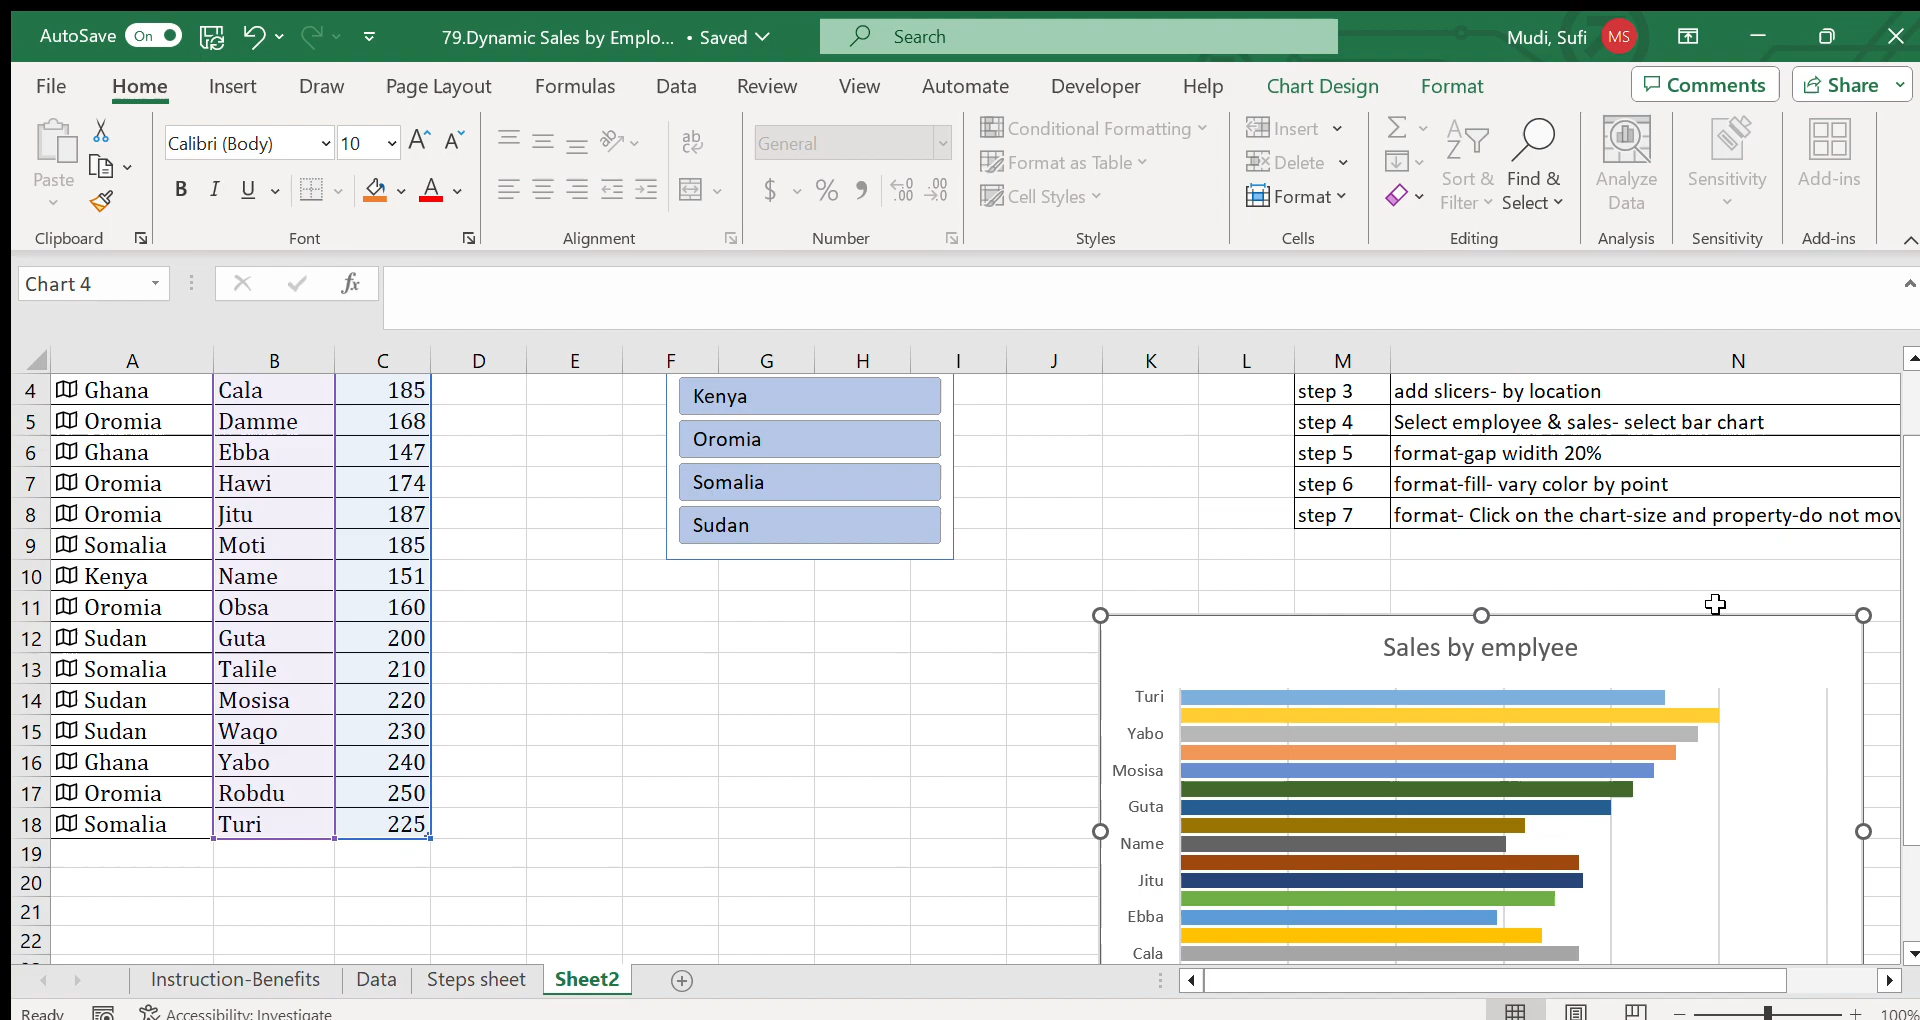 AutoSave On 79.Dynamic Sales by Emplo... • Saved Search Mudi, Sufi MS
File Home Insert Draw Page Layout Formulas Data Review View Automate Developer Help Chart Design Format Comments Share
Paste Calibri (Body) 10 A A ab General Conditional Formatting Insert Sort & Filter Find & Select Analyze Data Sensitivity Add-ins
B I U A $ % Format as Table Delete
Cell Styles Format
Clipboard Font Alignment Number Styles Cells Editing Analysis Sensitivity Add-ins
Chart 4 fx
A B C D E F G H I J K L M N
4 Ghana Cala 185 Kenya step 3 add slicers- by location
5 Oromia Damme 168 Oromia step 4 Select employee & sales- select bar chart
6 Ghana Ebba 147 step 5 format-gap widith 20%
7 Oromia Hawi 174 Somalia step 6 format-fill- vary color by point
8 Oromia Jitu 187 Sudan step 7 format- Click on the chart-size and property-do not mov
9 Somalia Moti 185
10 Kenya Name 151
11 Oromia Obsa 160
12 Sudan Guta 200 Sales by emplyee
13 Somalia Talile 210
14 Sudan Mosisa 220 Turi
15 Sudan Waqo 230 Yabo
16 Ghana Yabo 240 Mosisa
17 Oromia Robdu 250 Guta
18 Somalia Turi 225 Name
19
20 Jitu
21 Ebba
22 Cala
Instruction-Benefits Data Steps sheet Sheet2
Ready Accessibility: Investigate 100%